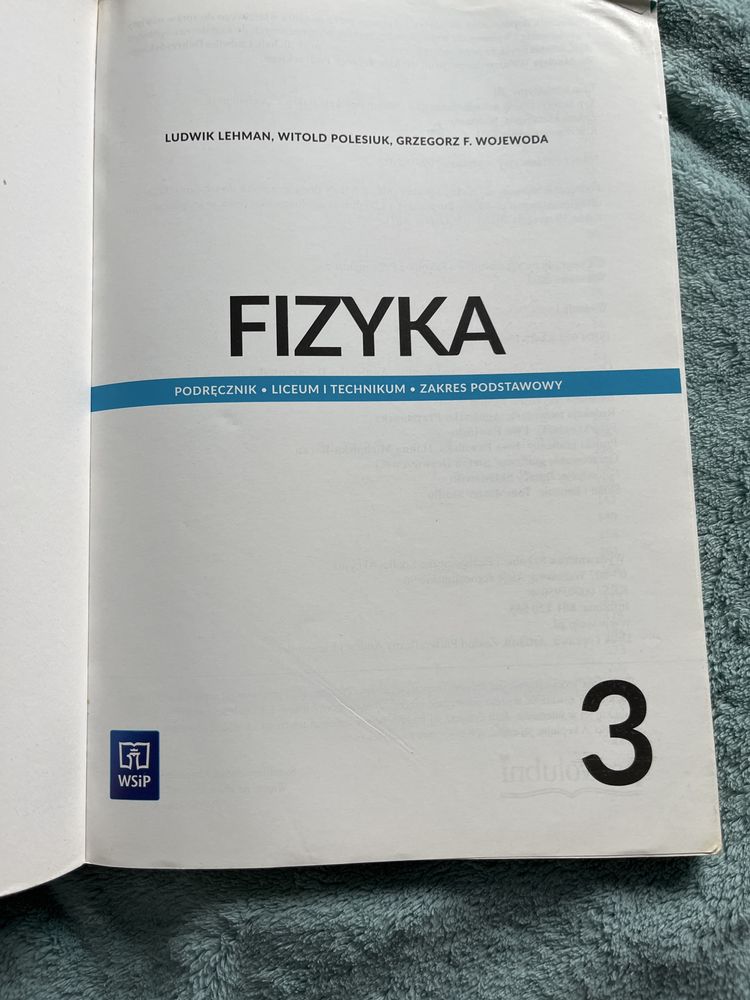 LUDWIK LEHMAN, WITOLD POLESIUK, GRZEGORZ F. WOJEWODA
FIZYKA
PODRĘCZNIK • LICEUM I TECHNIKUM • ZAKRES PODSTAWOWY
3
WSiP